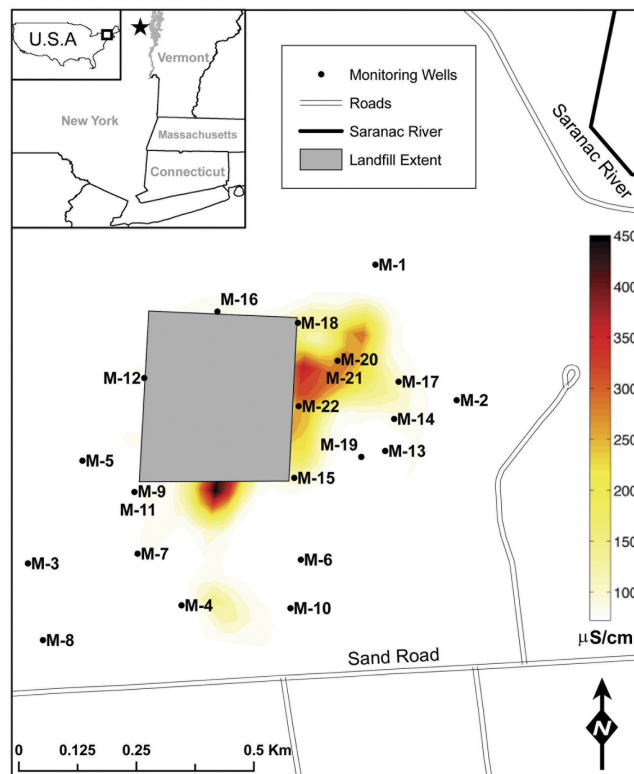 U.S.A
Vermont
New York
Massachusetts
Connecticut
Monitoring Wells
Roads
Saranac River
Landfill Extent
Saranac River
M-1
M-16
M-18
M-20
M-12
M-21
M-17
M-2
M-22
M-14
M-19
M-13
M-5
M-15
M-9
M-11
M-7
M-6
M-3
M-4
M-10
M-8
450
400
350
300
250
200
150
100
µS/cm
Sand Road
N
0 0.125 0.25 0.5 Km